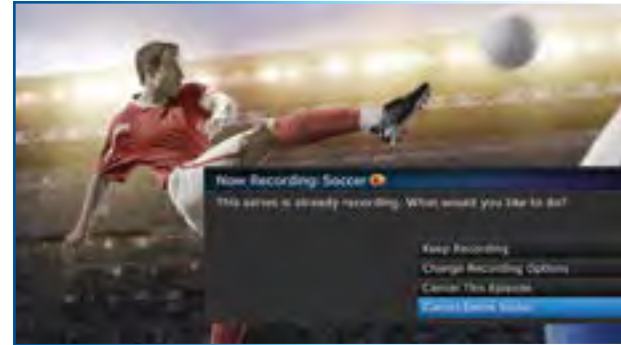 Now Recording: Soccer
This series is already recording. What would you like to do?
Keep Recording
Change Recording Options
Cancel This Episode
Cancel Entire Series